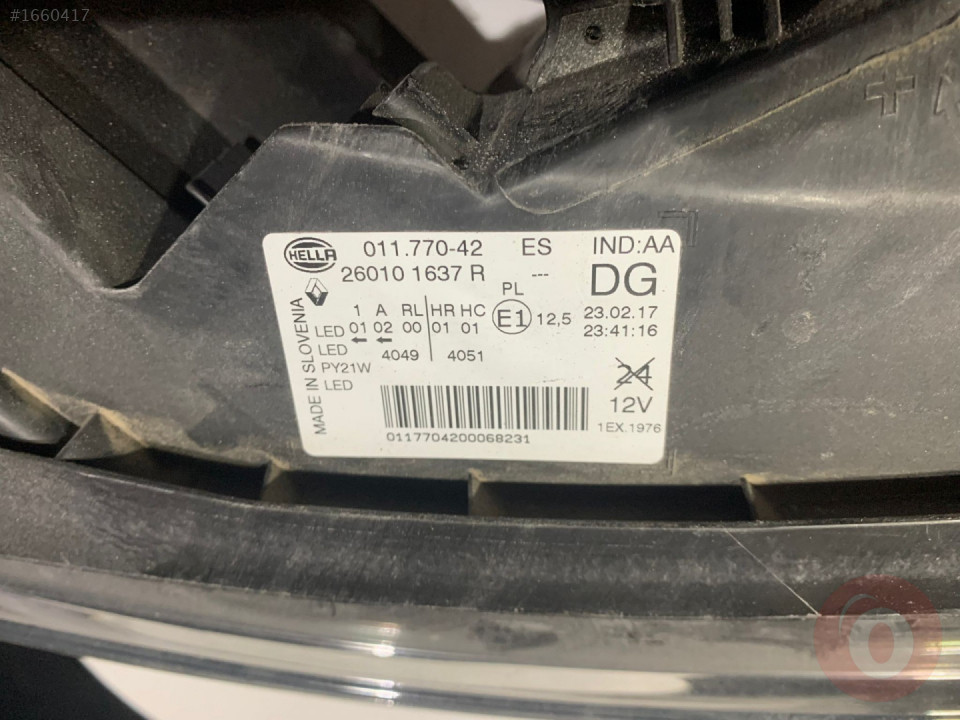 #1660417
HELLA 011.770-42 ES IND:AA
260101637R --- DG
PL
1 A RL HR HC E1 12,5 23.02.17
LED 01 02 00 01 01 23:41:16
LED 4049 4051
PY21W 24
LED 12V
MADE IN SLOVENIA
1EX.1976
0117704200068231